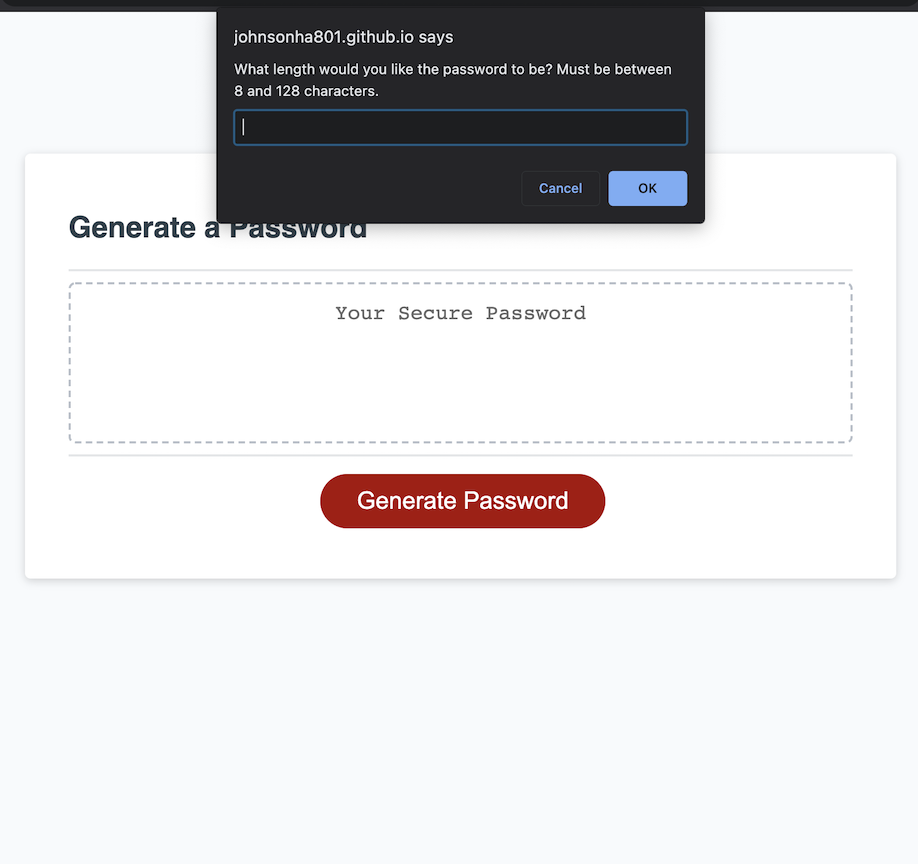 johnsonha801.github.io says
What length would you like the password to be? Must be between
8 and 128 characters.
Cancel
OK
Generate a Password
Your Secure Password
Generate Password